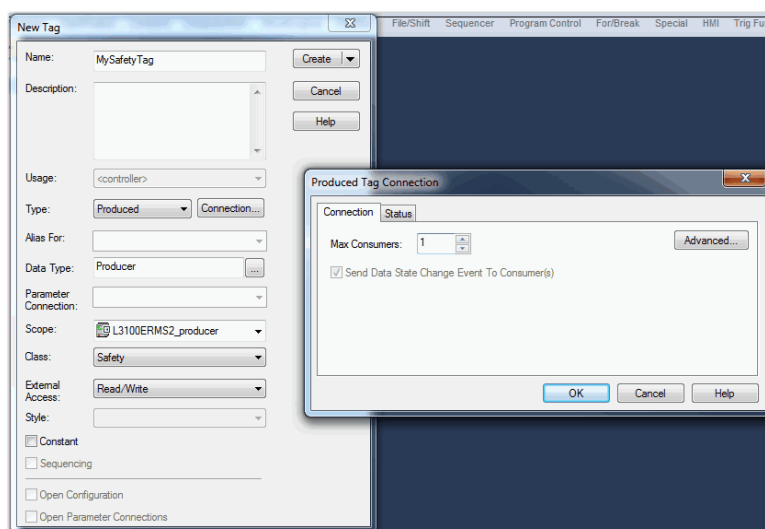 File/Shift Sequencer Program Control For/Break Special HMI Trig Fu
New Tag
Name: MySafetyTag Create
Description: Cancel
Help
Usage: <controller>
Type: Produced Connection...
Alias For:
Data Type: Producer ...
Parameter
Connection:
Scope: L3100ERMS2_producer
Class: Safety
External
Access: Read/Write
Style:
Constant
Sequencing
Open Configuration
Open Parameter Connections
Produced Tag Connection
Connection Status
Max Consumers: 1 Advanced...
Send Data State Change Event To Consumer(s)
OK Cancel Help